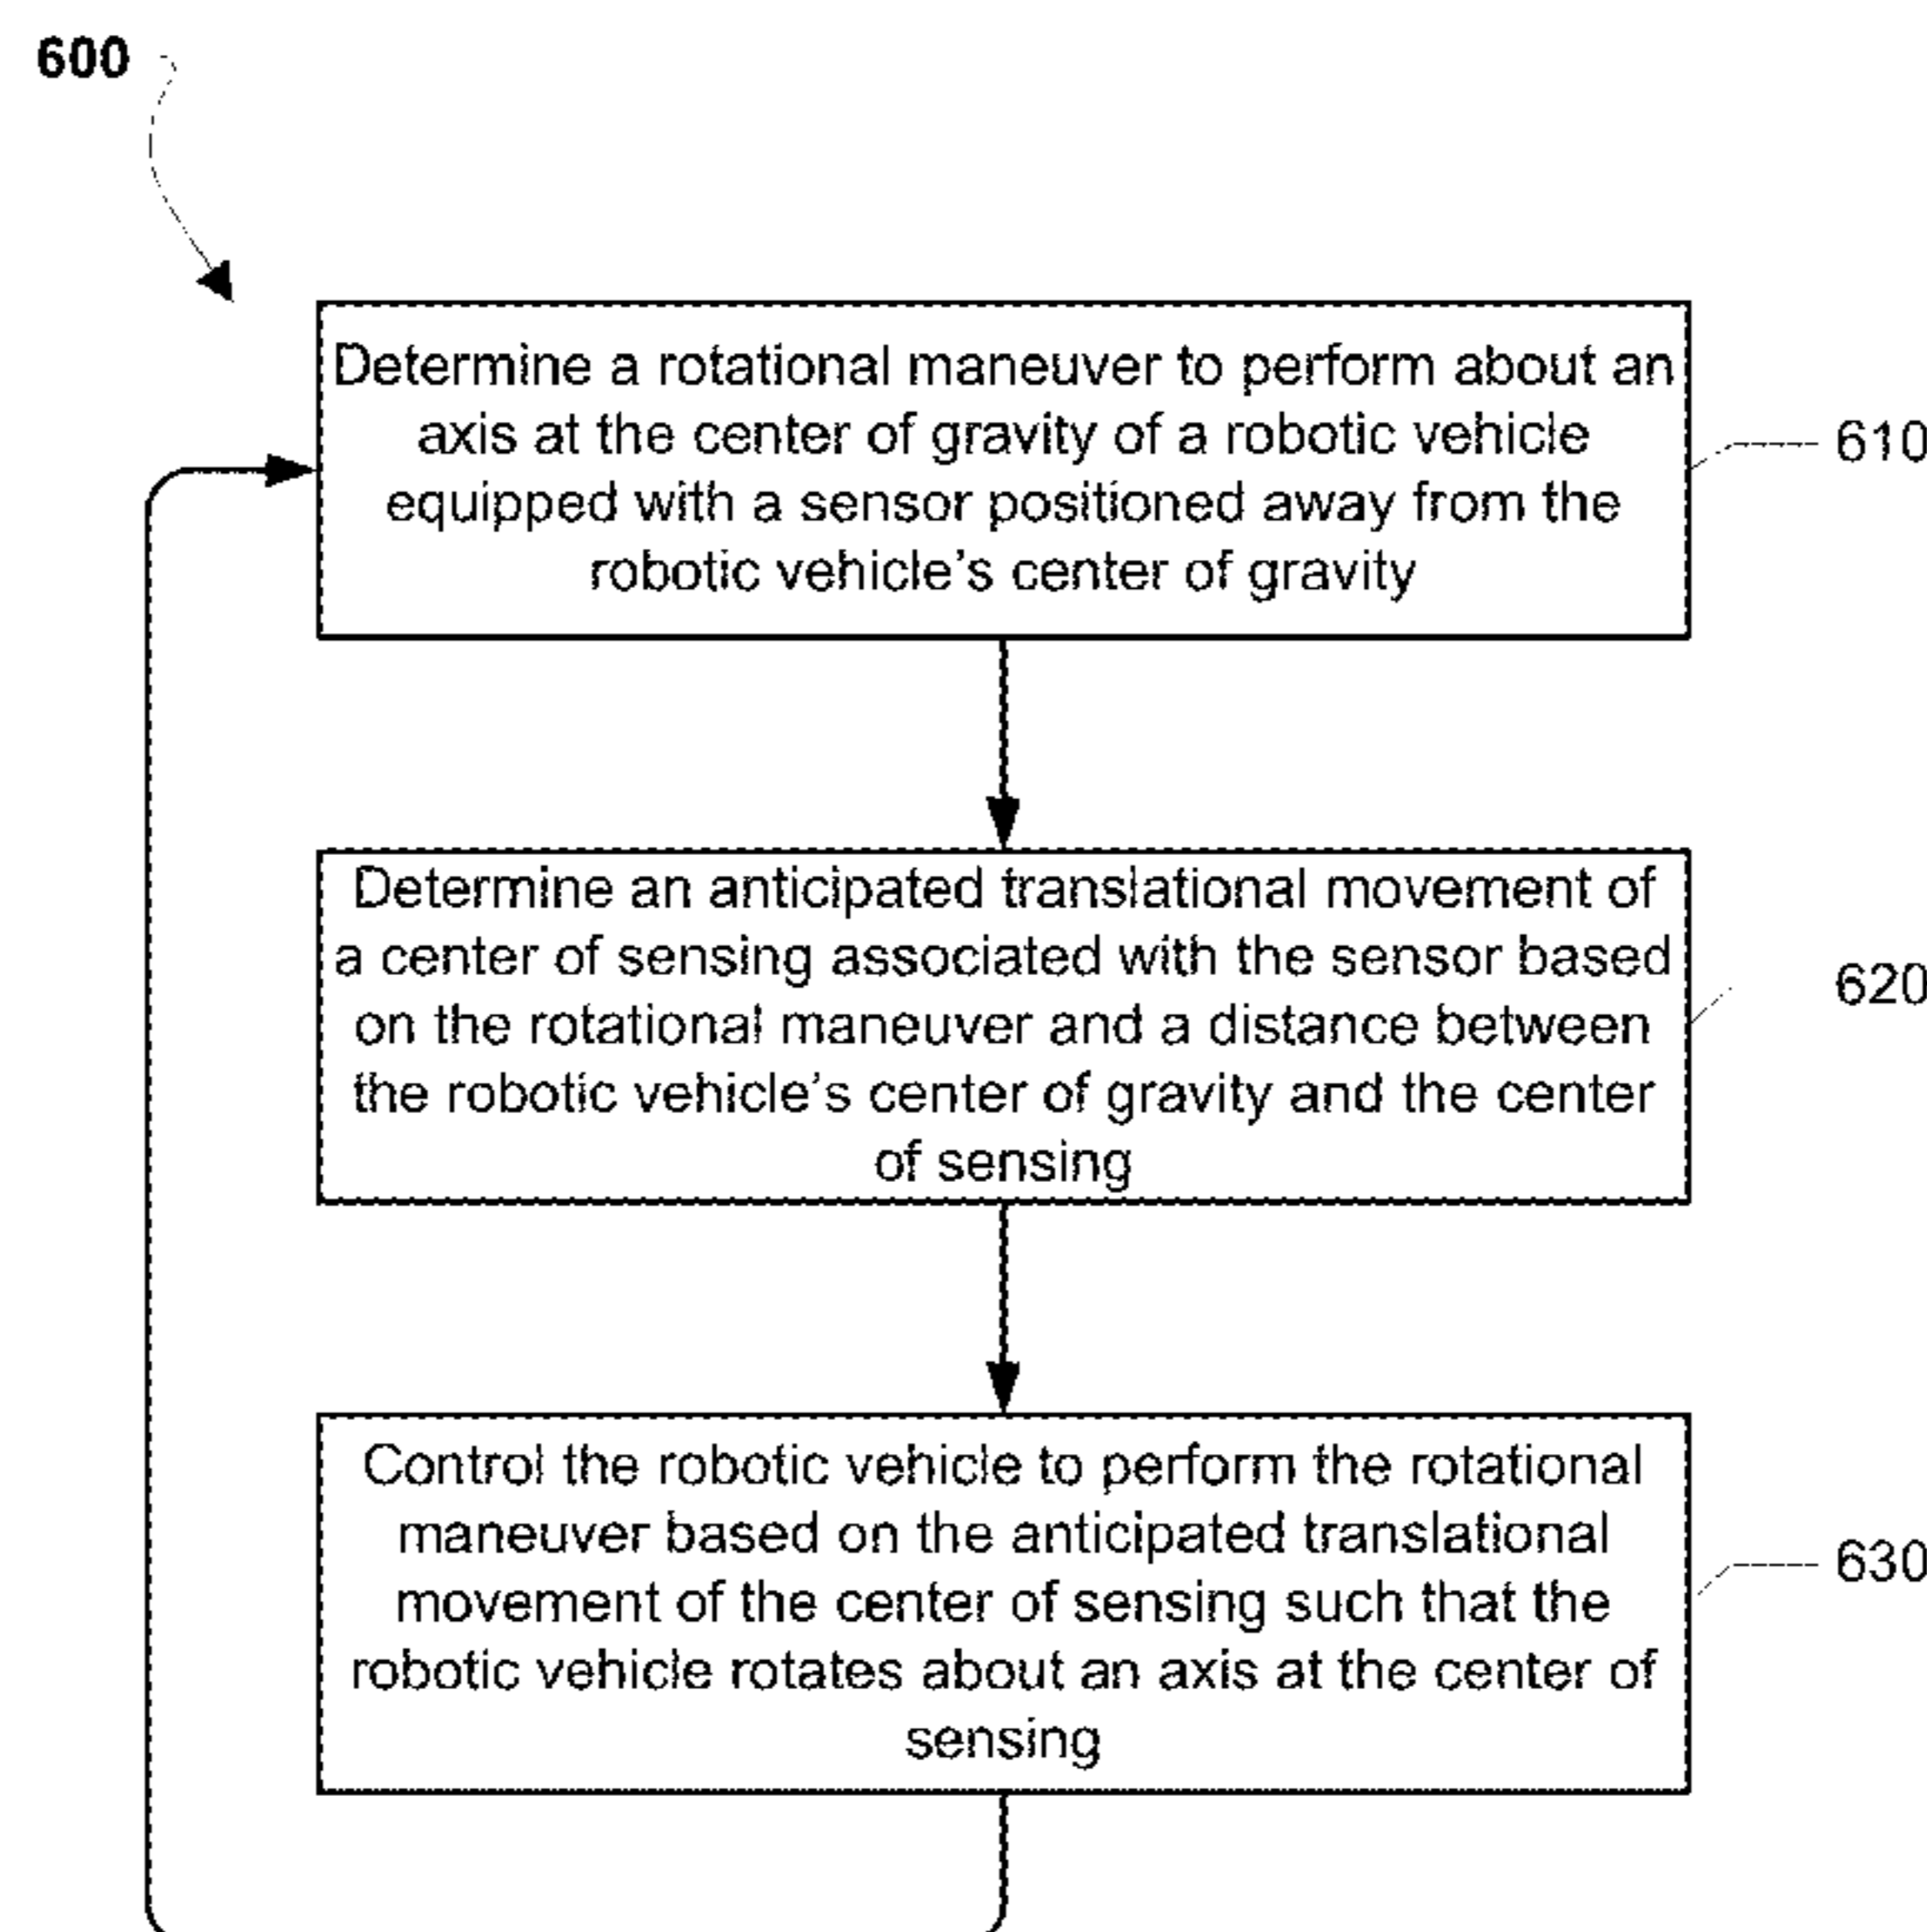 600
Determine a rotational maneuver to perform about an
axis at the center of gravity of a robotic vehicle
equipped with a sensor positioned away from the
robotic vehicle's center of gravity
610
Determine an anticipated translational movement of
a center of sensing associated with the sensor based
on the rotational maneuver and a distance between
the robotic vehicle's center of gravity and the center
of sensing
620
Control the robotic vehicle to perform the rotational
maneuver based on the anticipated translational
movement of the center of sensing such that the
robotic vehicle rotates about an axis at the center of
sensing
630